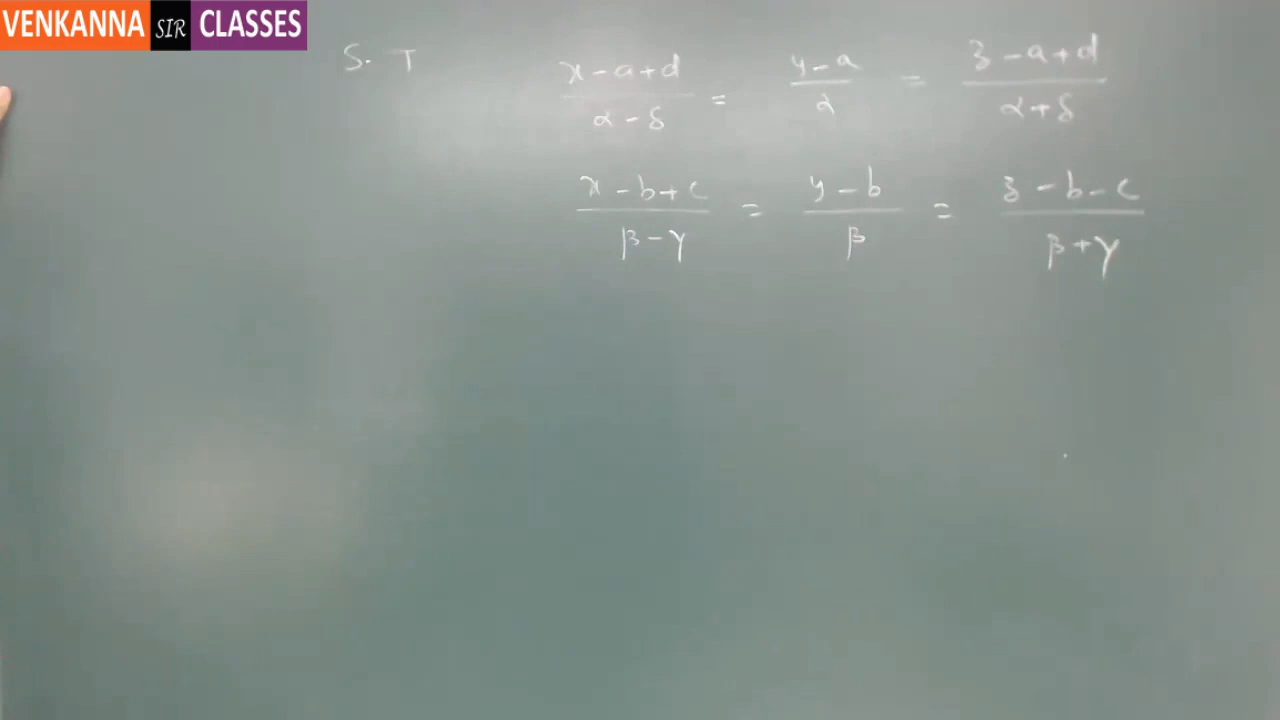 VENKANNA SIR CLASSES
S. T
x - a + d / α - δ = y - a / α = z - a + d / α + δ
x - b + c / β - γ = y - b / β = z - b - c / β + γ